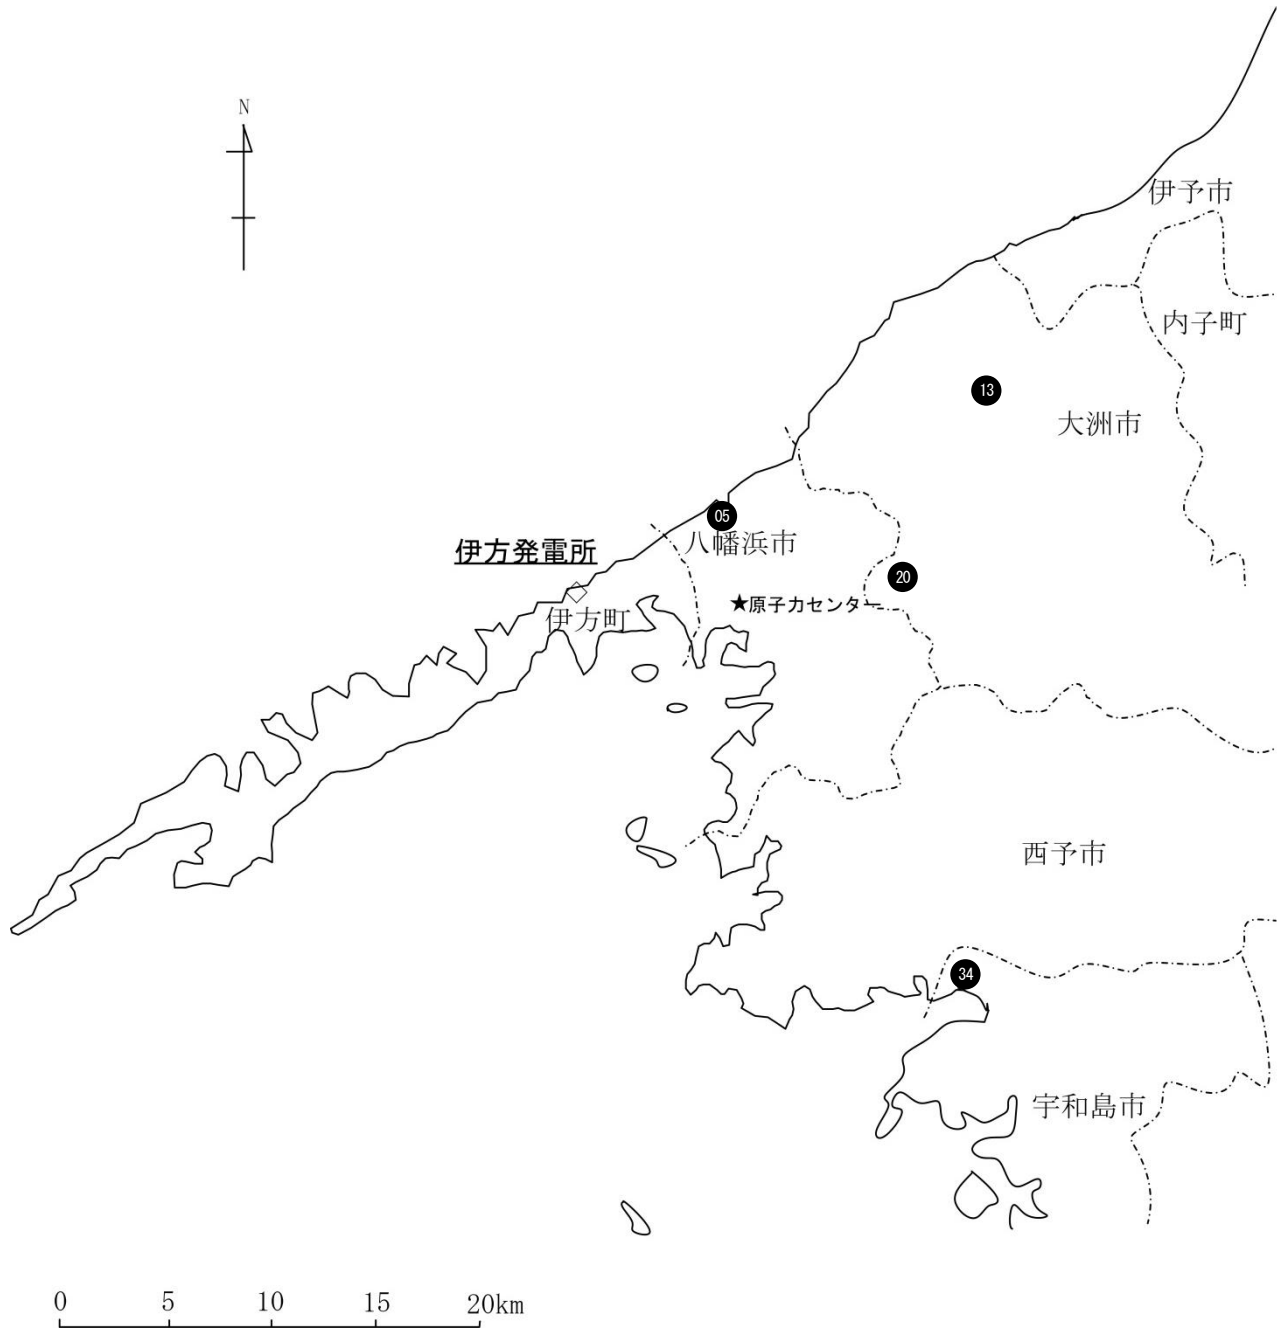 N
伊予市
内子町
13
大洲市
05
八幡浜市
伊方発電所
20
★原子力センター
伊方町
西予市
34
宇和島市
0 5 10 15 20km